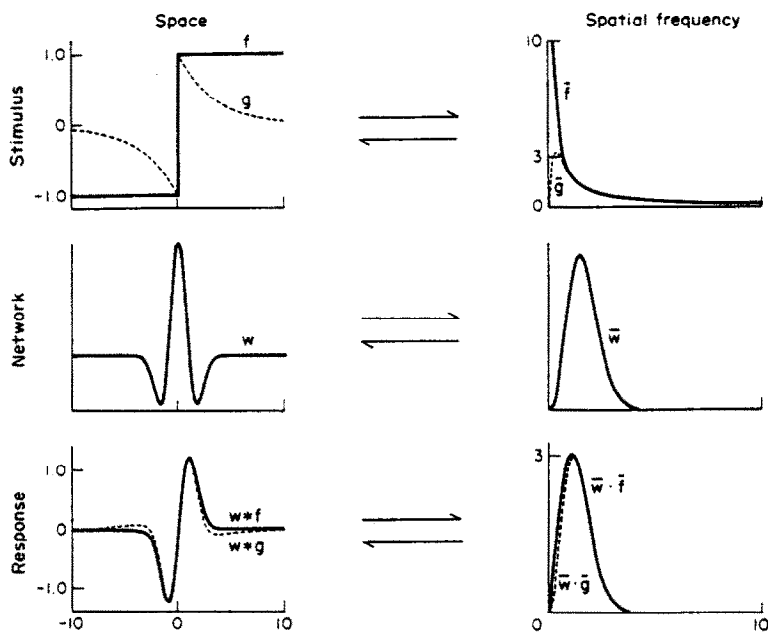 Space
Spatial frequency
Stimulus
1.0
0
-1.0
f
g
10
3
0
f̄
ḡ
Network
w
w̄
Response
1.0
0
-1.0
w*f
w*g
-10
0
10
3
0
10
w̄·f̄
w̄·ḡ